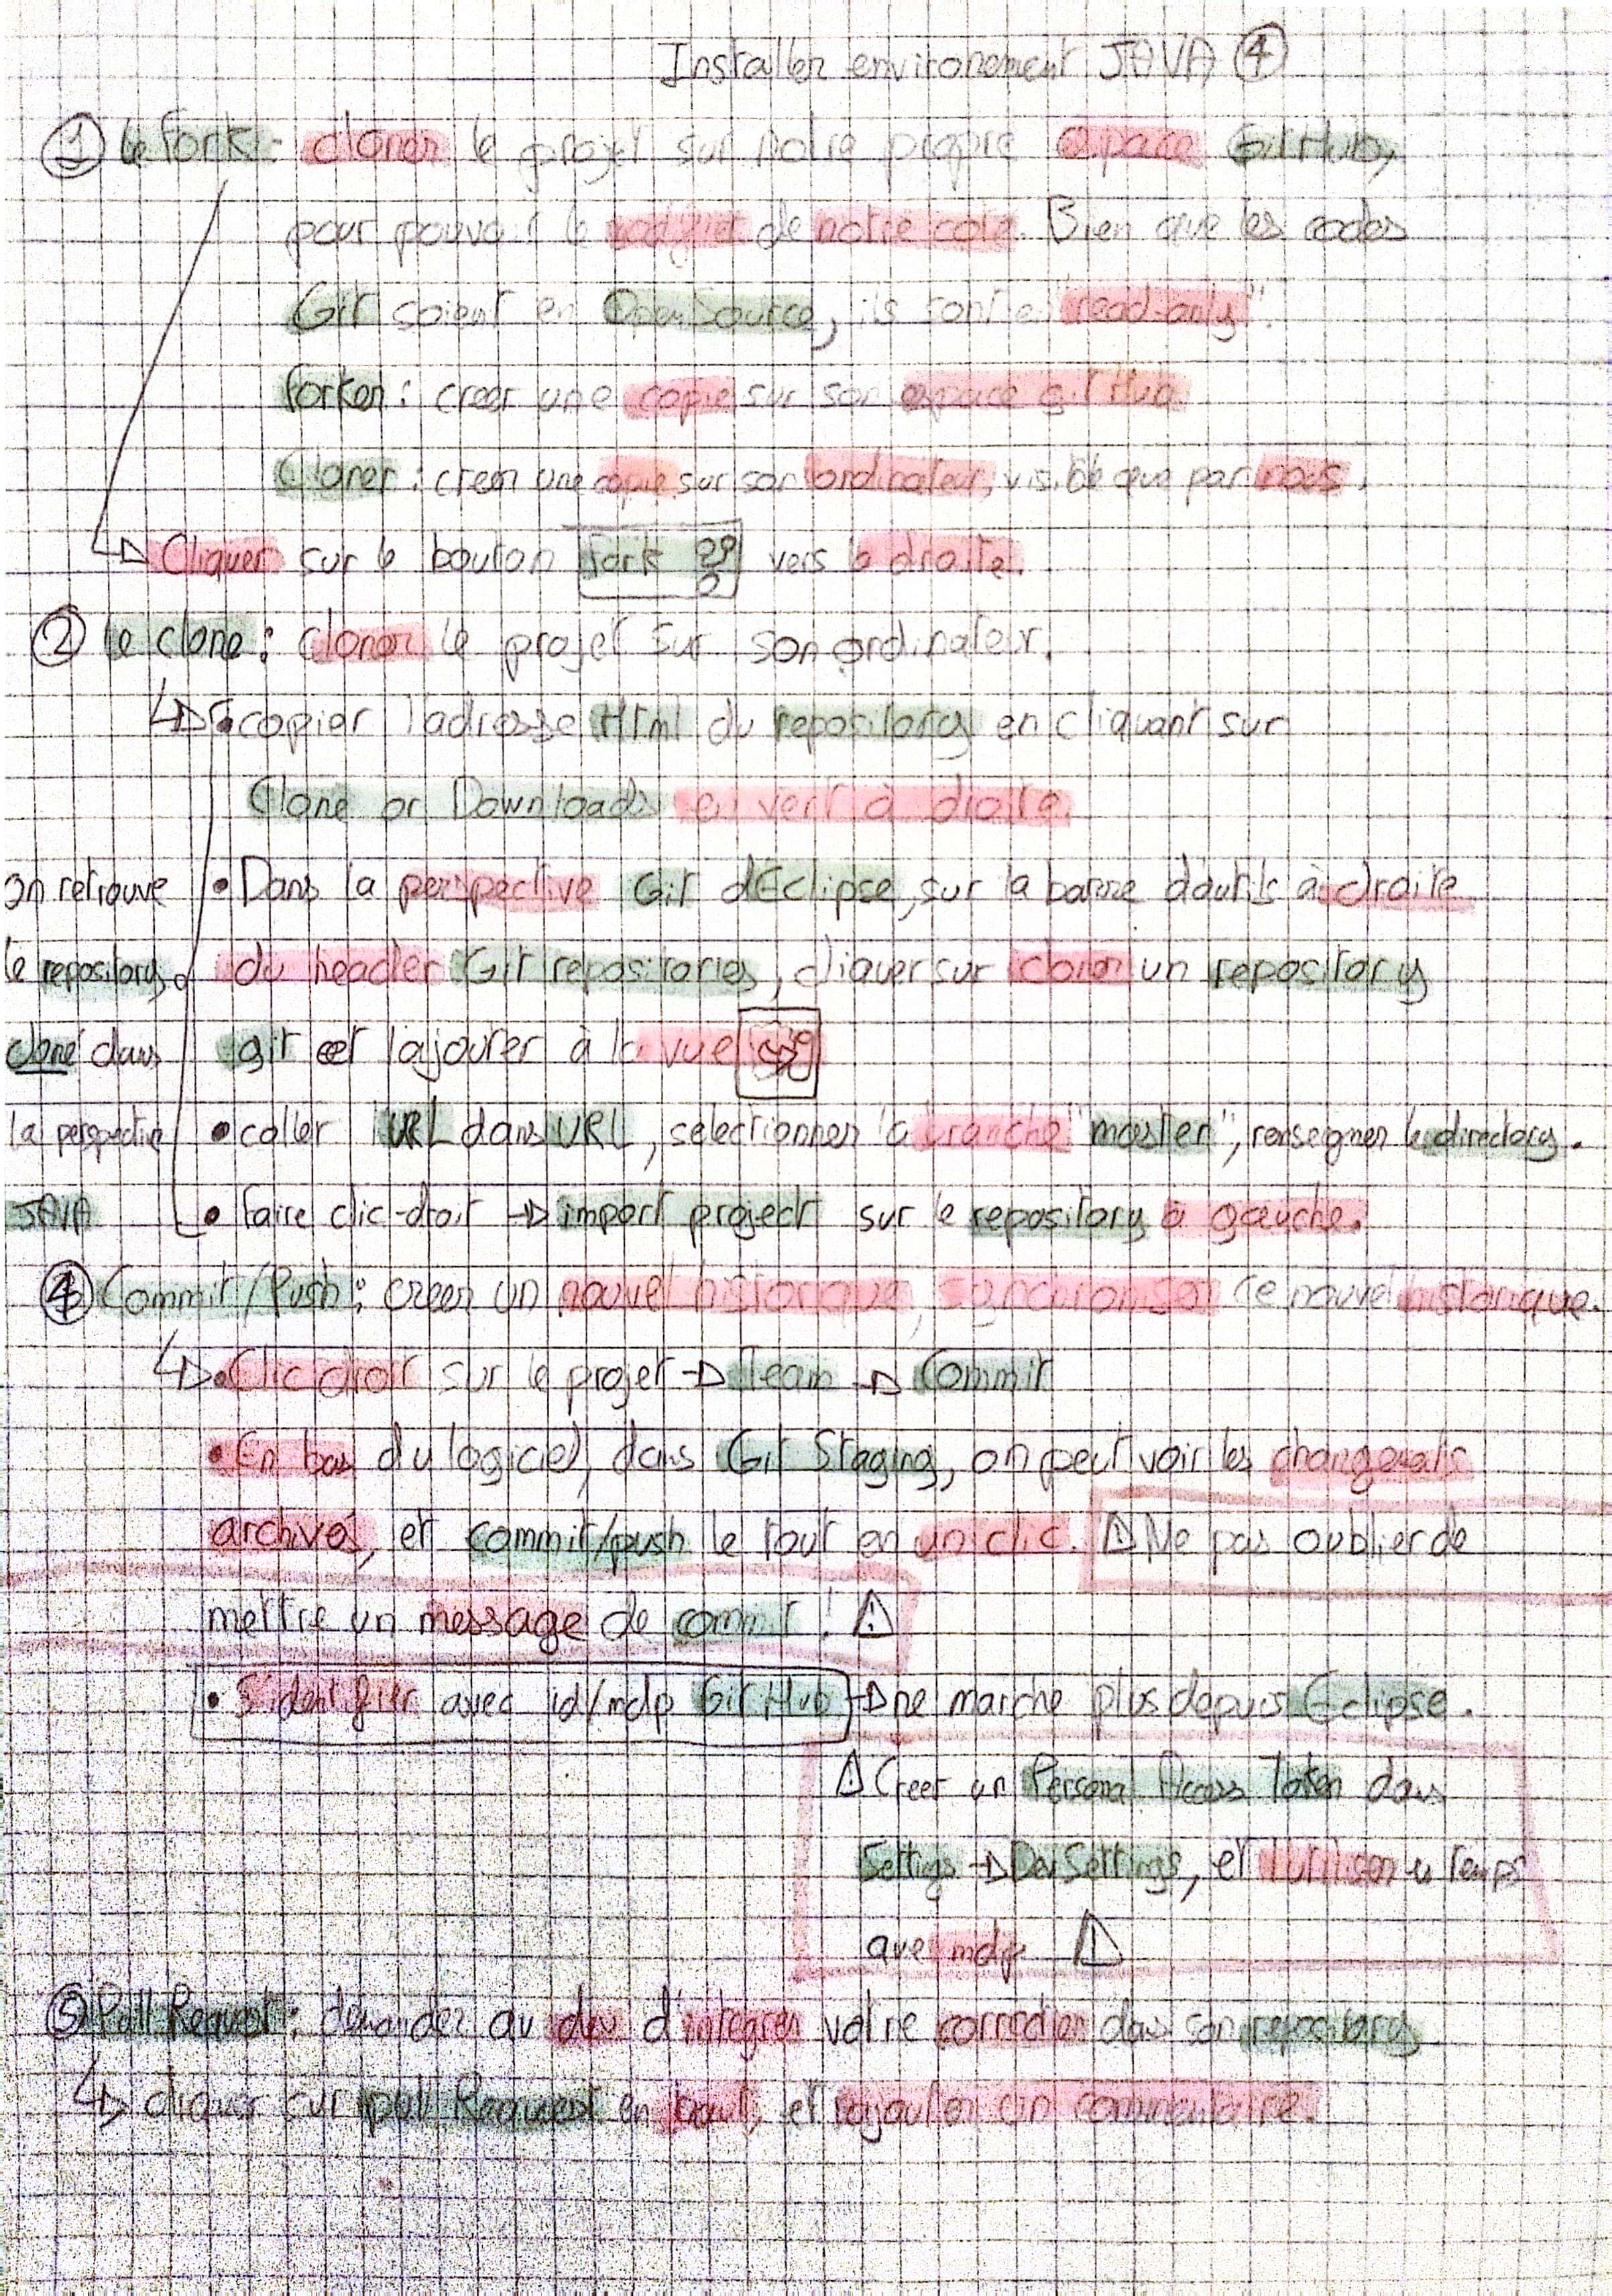 Installer environement JAVA ④
① Le Fork : cloner le projet sur notre propre espace GitHub,
pour pouvoir le modifier de notre coté. Bien que les codes
Git soient en OpenSource, ils sont en "read-only".
Forker : creer une copie sur son espace gitHub.
Cloner : creer une copie sur son ordinateur, visible que par nous.
Cliquer sur le bouton Fork vers la droite.
② Le clone : cloner le projet sur son ordinateur.
• copier l'adresse Html du repository en cliquant sur
Clone or Downloads en vert à droite.
• Dans la perspective Git d'Eclipse, sur la barre d'outils à droite
du header Git repositories, cliquer sur cloner un repository
git et l'ajouter à la vue
• coller l'URL dans URL, selectionner la branche "master", renseigner le directory.
• Faire clic-droit → import project sur le repository à gauche.
on retrouve
le repository
cloné dans
la perspective
JAVA
④ Commit/Push : creer un nouvel historique, synchroniser ce nouvel historique.
• Clic droit sur le projet → Team → Commit
• En bas du logiciel, dans Git Staging, on peut voir les changements
archivés, et commit/push le tout en un clic. ⚠ Ne pas oublier de
mettre un message de commit ! ⚠
• S'identifier avec id/mdp GitHub → ne marche plus depuis Eclipse.
⚠ Creer un Personal Access Token dans
Settings → Dev Settings, et l'utiliser en temps
que mdp ⚠
⑤ Pull Request : demander au dev d'integrer votre correction dans son repository
cliquer sur pull Request en haut, et rajouter un commentaire.